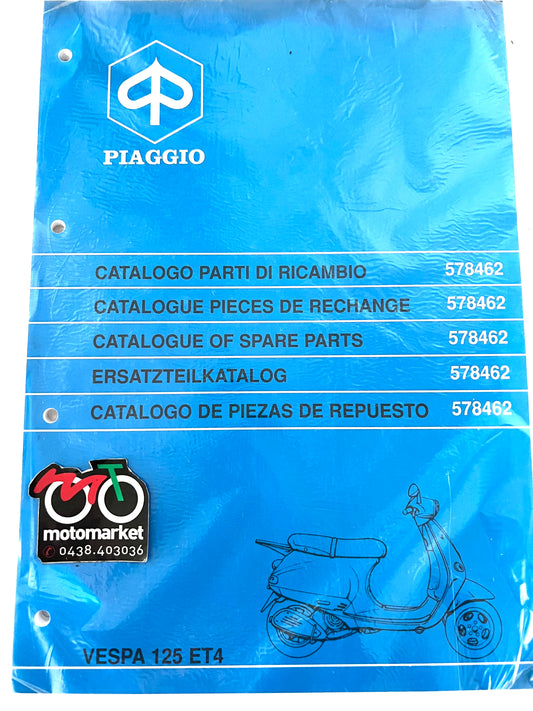 PIAGGIO
CATALOGO PARTI DI RICAMBIO 578462
CATALOGUE PIECES DE RECHANGE 578462
CATALOGUE OF SPARE PARTS 578462
ERSATZTEILKATALOG 578462
CATALOGO DE PIEZAS DE REPUESTO 578462
MT
motomarket
0438.403036
VESPA 125 ET4